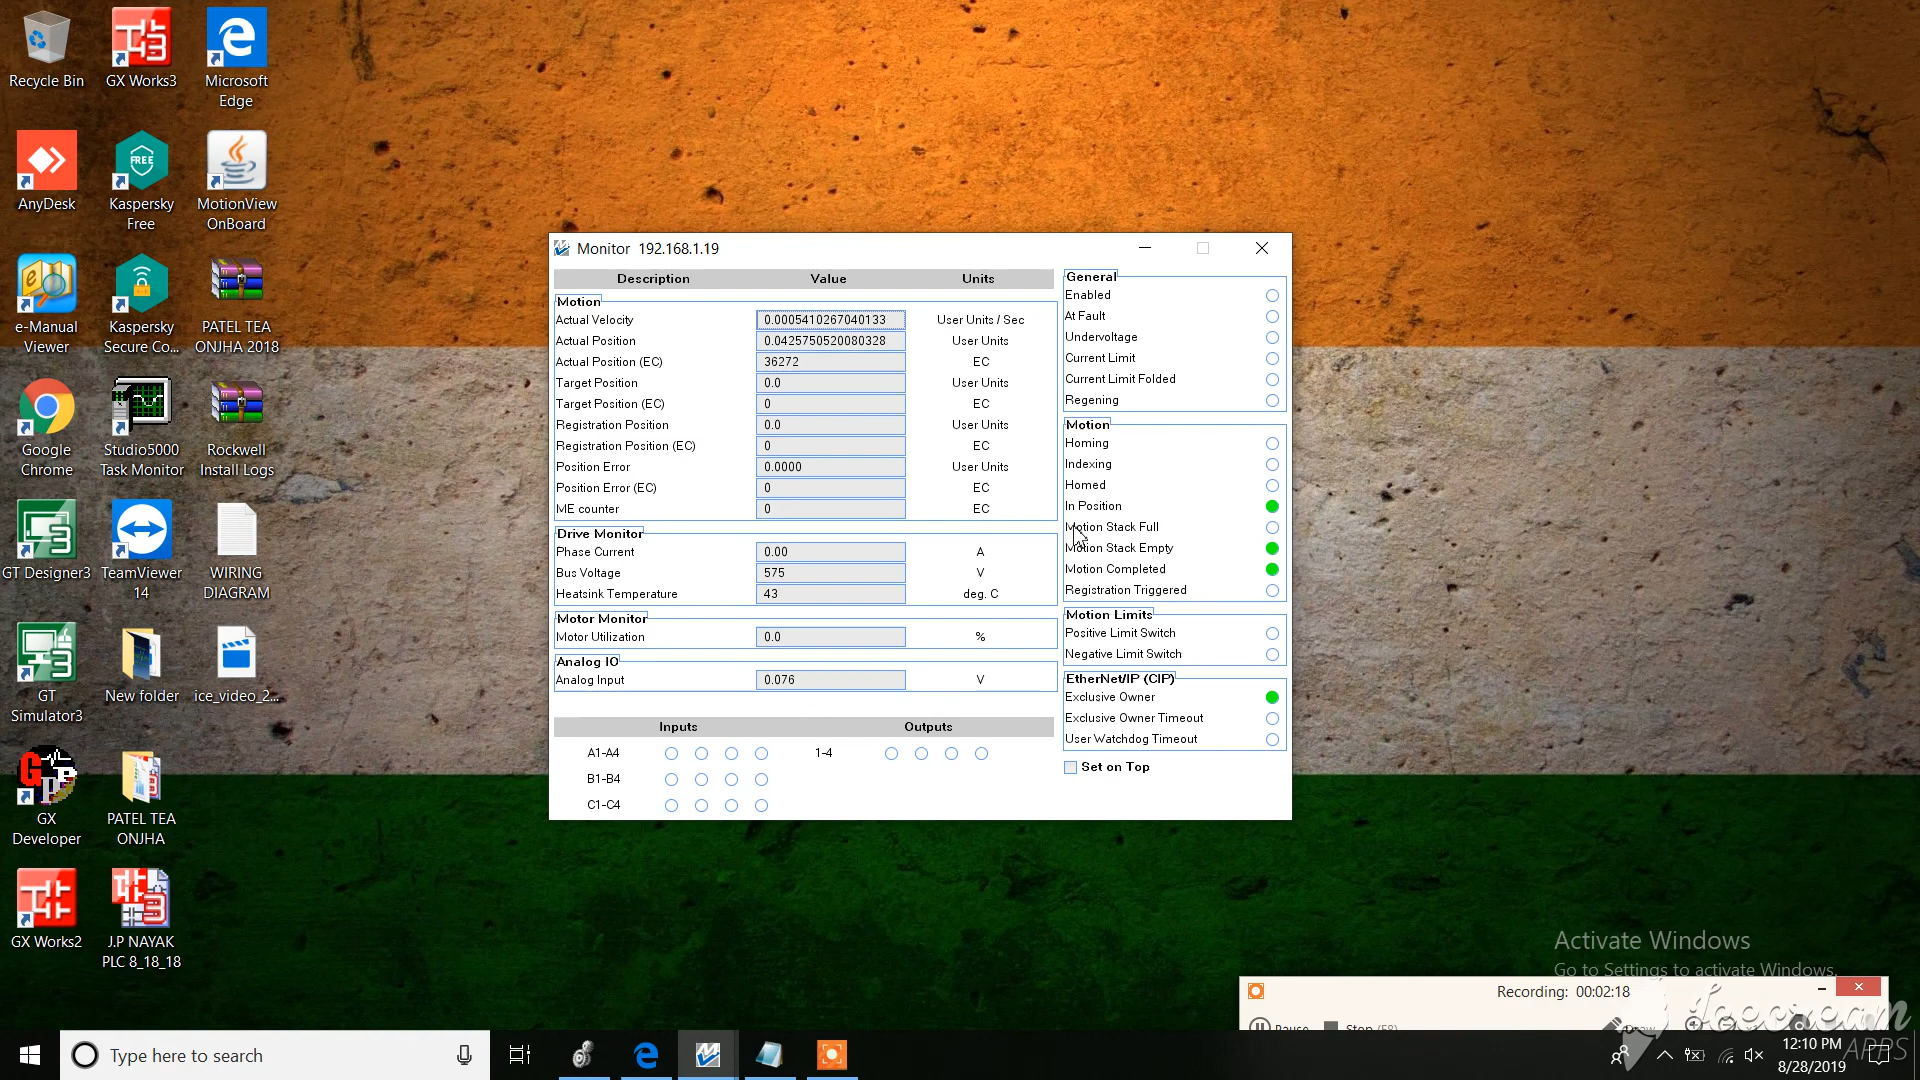 Recycle Bin
GX Works3
Microsoft
Edge
AnyDesk
FREE
Kaspersky
Free
MotionView
OnBoard
e-Manual
Viewer
Kaspersky
Secure Co...
PATEL TEA
ONJHA 2018
Google
Chrome
Studio5000
Task Monitor
Rockwell
Install Logs
GT Designer3
TeamViewer
14
WIRING
DIAGRAM
GT
Simulator3
New folder
ice_video_2...
GX
Developer
PATEL TEA
ONJHA
GX Works2
J.P NAYAK
PLC 8_18_18
Monitor 192.168.1.19
Description Value Units
Motion
Actual Velocity 0.0005410267040133 User Units / Sec
Actual Position 0.0425750520080328 User Units
Actual Position (EC) 36272 EC
Target Position 0.0 User Units
Target Position (EC) 0 EC
Registration Position 0.0 User Units
Registration Position (EC) 0 EC
Position Error 0.0000 User Units
Position Error (EC) 0 EC
ME counter 0 EC
Drive Monitor
Phase Current 0.00 A
Bus Voltage 575 V
Heatsink Temperature 43 deg. C
Motor Monitor
Motor Utilization 0.0 %
Analog IO
Analog Input 0.076 V
Inputs Outputs
A1-A4 1-4
B1-B4
C1-C4
General
Enabled
At Fault
Undervoltage
Current Limit
Current Limit Folded
Regening
Motion
Homing
Indexing
Homed
In Position
Motion Stack Full
Motion Stack Empty
Motion Completed
Registration Triggered
Motion Limits
Positive Limit Switch
Negative Limit Switch
EtherNet/IP (CIP)
Exclusive Owner
Exclusive Owner Timeout
User Watchdog Timeout
Set on Top
Activate Windows
Go to Settings to activate Windows.
Recording: 00:02:18
Pause Stop (F8) Draw
Icecream
APPS
Type here to search
12:10 PM
8/28/2019